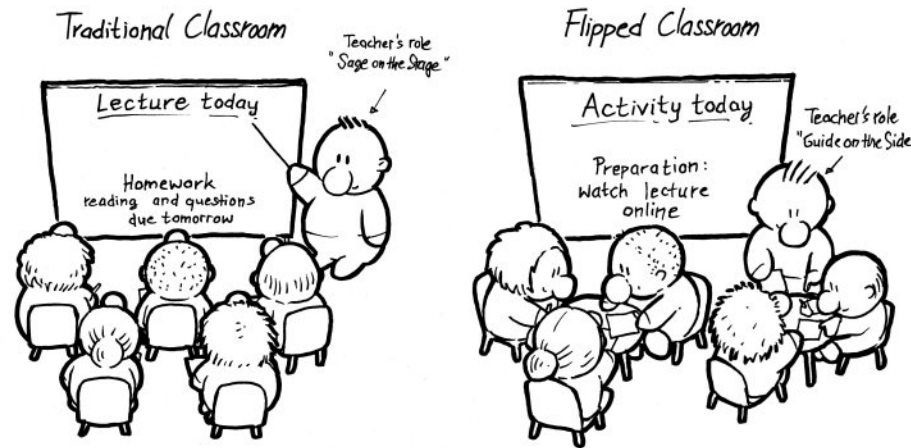 Traditional Classroom
Teacher's role
"Sage on the Stage"
Lecture today
Homework
reading and questions
due tomorrow
Flipped Classroom
Teacher's role
"Guide on the Side
Activity today
Preparation:
watch lecture
online